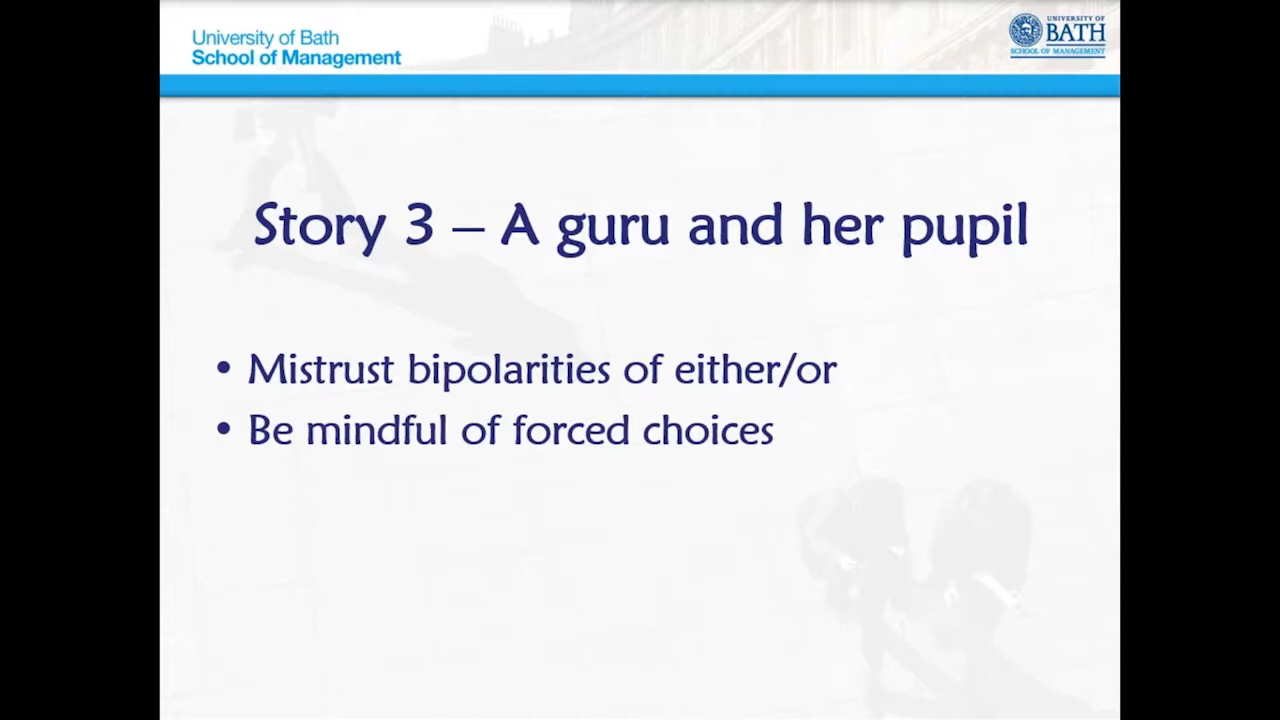 University of Bath
School of Management
UNIVERSITY OF
BATH
SCHOOL OF MANAGEMENT
Story 3 – A guru and her pupil
• Mistrust bipolarities of either/or
• Be mindful of forced choices